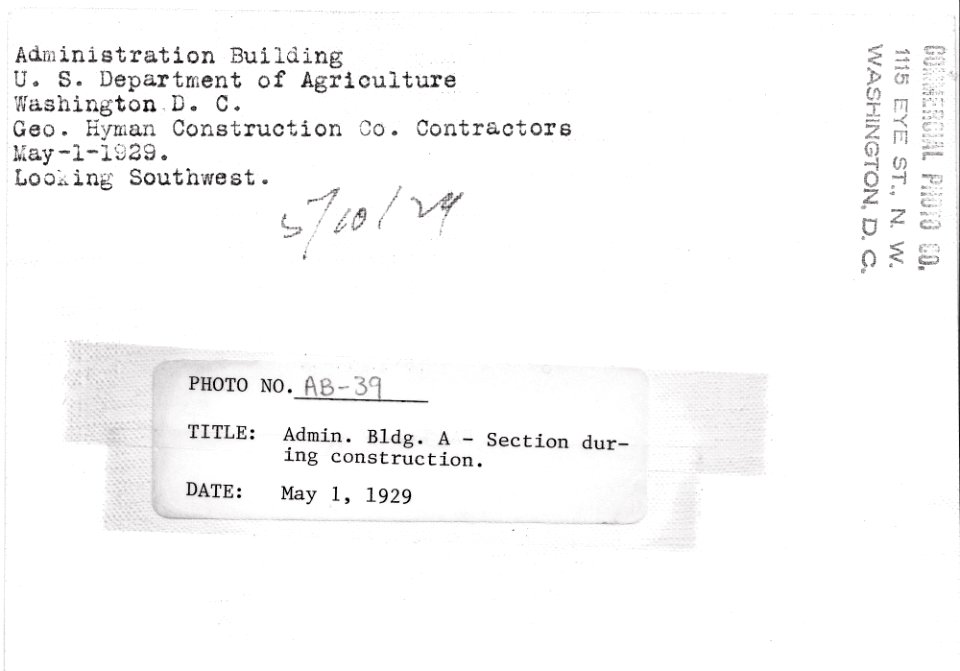 Administration Building
U. S. Department of Agriculture
Washington D. C.
Geo. Hyman Construction Co. Contractors
May-1-1929.
Looking Southwest.
5/10/29
COMMERCIAL PHOTO CO.
1115 EYE ST., N. W.
WASHINGTON, D. C.
PHOTO NO. AB-39
TITLE: Admin. Bldg. A - Section dur-
ing construction.
DATE: May 1, 1929